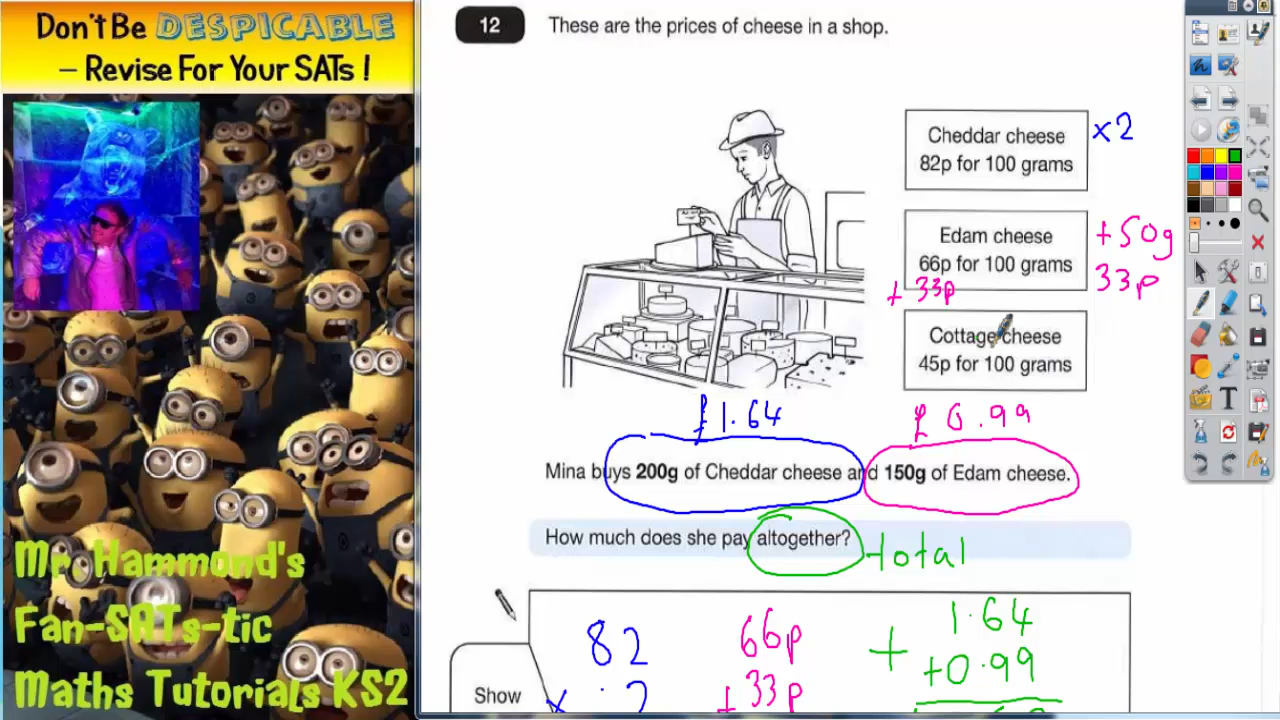 Don't Be DESPICABLE
– Revise For Your SATs !
Mr Hammond's
Fan-SATs-tic
Maths Tutorials KS2
12 These are the prices of cheese in a shop.
Cheddar cheese
82p for 100 grams
x2
Edam cheese
66p for 100 grams
+50g
33p
+ 33p
Cottage cheese
45p for 100 grams
£1.64
£0.99
Mina buys 200g of Cheddar cheese and 150g of Edam cheese.
How much does she pay altogether?
total
82
x 2
66p
+ 33p
1.64
+ +0.99
Show
T